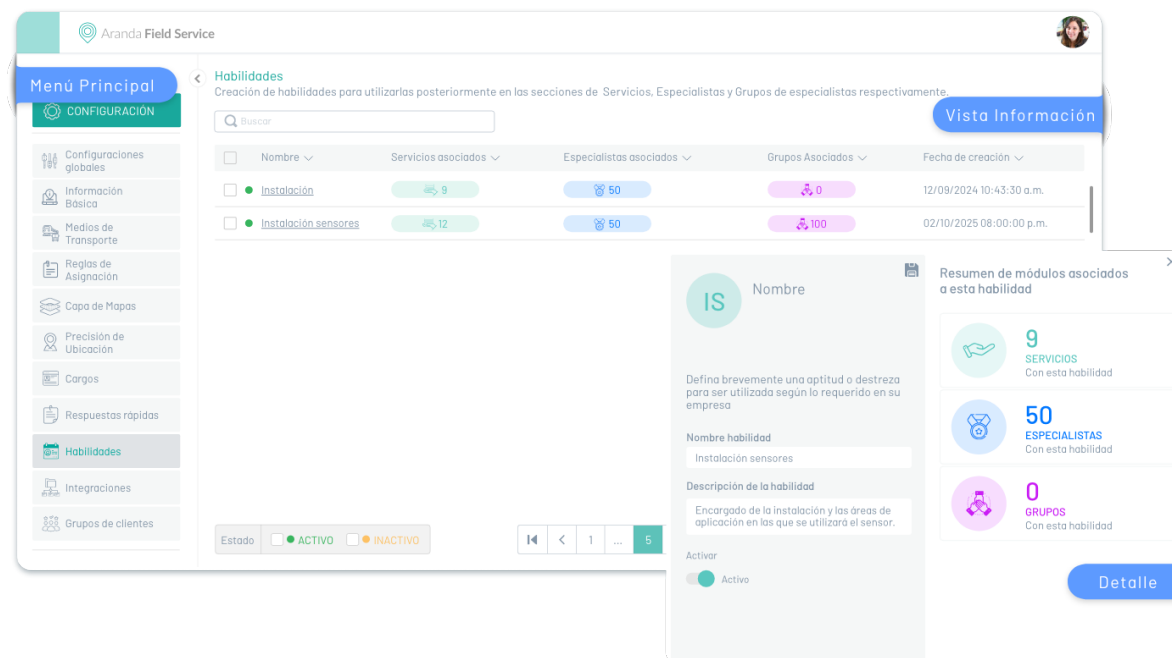 Aranda Field Service
Menú Principal
CONFIGURACIÓN
Configuraciones
globales
Información
Básica
Medios de
Transporte
Reglas de
Asignación
Capa de Mapas
Precisión de
Ubicación
Cargos
Respuestas rápidas
Habilidades
Integraciones
Grupos de clientes
Habilidades
Creación de habilidades para utilizarlas posteriormente en las secciones de Servicios, Especialistas y Grupos de especialistas respectivamente.
Vista Información
Buscar
Nombre Servicios asociados Especialistas asociados Grupos Asociados Fecha de creación
Instalación 9 50 0 12/09/2024 10:43:30 a.m.
Instalación sensores 12 50 100 02/10/2025 08:00:00 p.m.
Estado ACTIVO INACTIVO
1 ... 5
IS
Nombre
Defina brevemente una aptitud o destreza
para ser utilizada según lo requerido en su
empresa
Nombre habilidad
Instalación sensores
Descripción de la habilidad
Encargado de la instalación y las áreas de
aplicación en las que se utilizará el sensor.
Activar
Activo
Resumen de módulos asociados
a esta habilidad
9
SERVICIOS
Con esta habilidad
50
ESPECIALISTAS
Con esta habilidad
0
GRUPOS
Con esta habilidad
Detalle